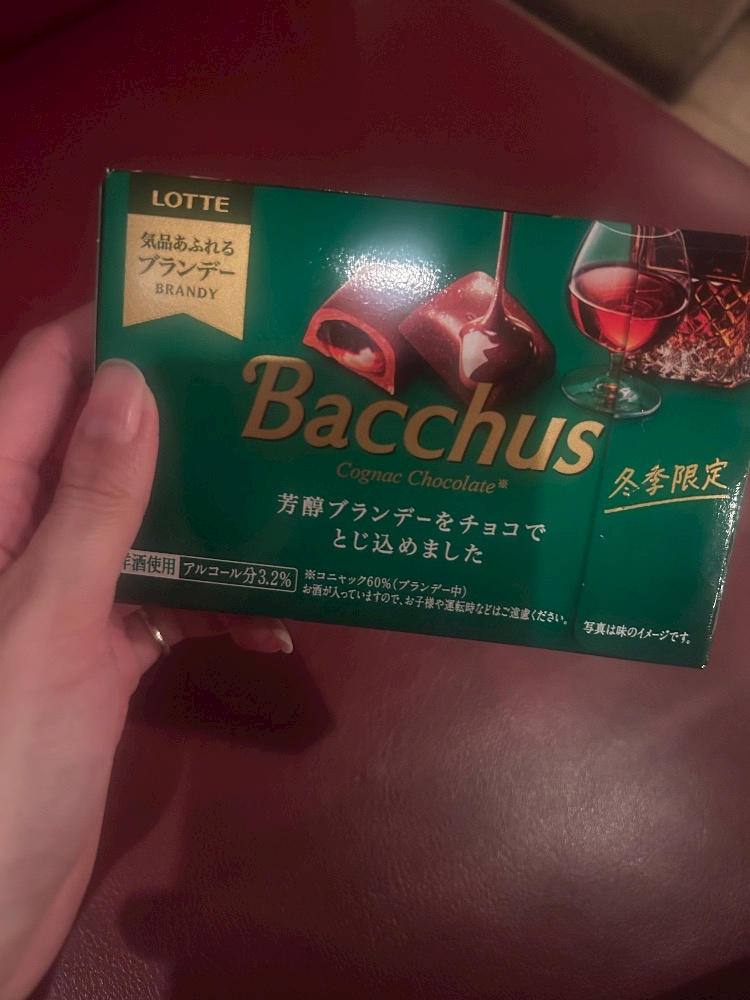 LOTTE
気品あふれる
ブランデー
BRANDY
Bacchus
Cognac Chocolate※
冬季限定
芳醇ブランデーをチョコで
とじ込めました
洋酒使用 アルコール分3.2%
※コニャック60%(ブランデー中)
お酒が入っていますので、お子様や運転時などはご遠慮ください。
写真は味のイメージです。